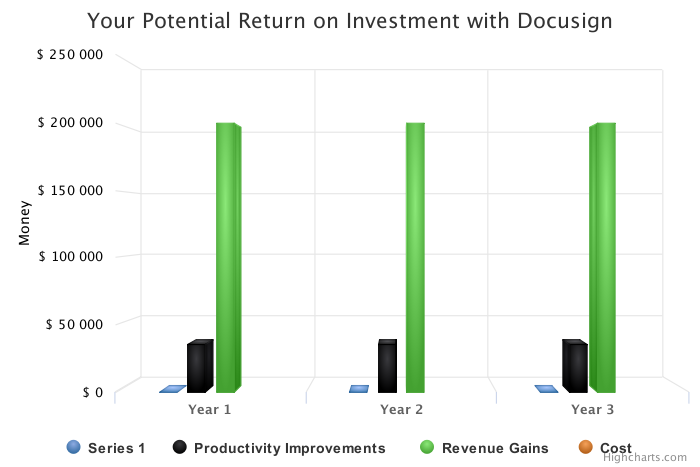 Your Potential Return on Investment with Docusign
$ 250 000
$ 200 000
$ 150 000
$ 100 000
$ 50 000
$ 0
Money
Year 1
Year 2
Year 3
Series 1
Productivity Improvements
Revenue Gains
Cost
Highcharts.com